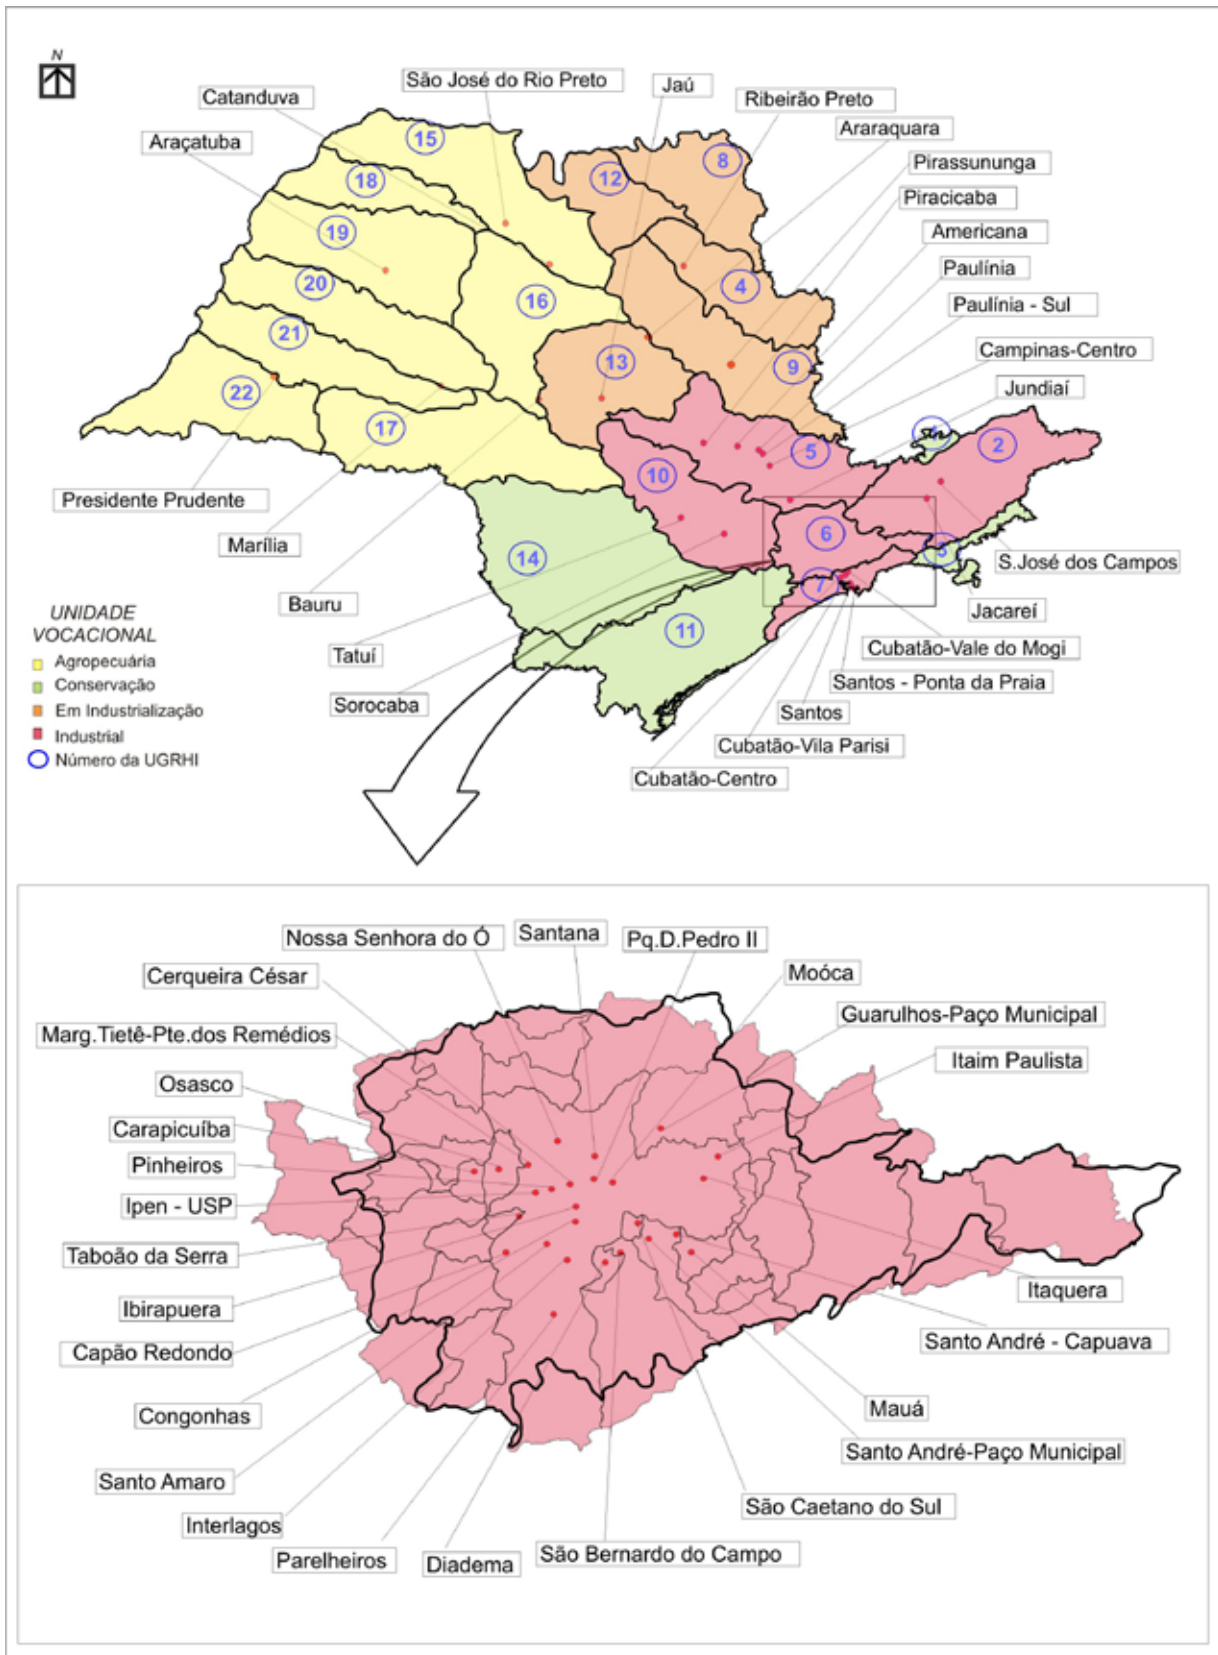 N
São José do Rio Preto
Jaú
Ribeirão Preto
Catanduva
Araraquara
Araçatuba
Pirassununga
Piracicaba
Americana
Paulínia
Paulínia - Sul
Campinas-Centro
Jundiaí
15
8
12
18
19
20
4
16
21
13
9
22
17
1
2
5
10
6
14
3
7
11
Presidente Prudente
Marília
Bauru
Tatuí
Sorocaba
S.José dos Campos
Jacareí
Cubatão-Vale do Mogi
Santos - Ponta da Praia
Santos
Cubatão-Vila Parisi
Cubatão-Centro
UNIDADE
VOCACIONAL
Agropecuária
Conservação
Em Industrialização
Industrial
Número da UGRHI
Nossa Senhora do Ó
Santana
Pq.D.Pedro II
Cerqueira César
Moóca
Marg.Tietê-Pte.dos Remédios
Guarulhos-Paço Municipal
Osasco
Itaim Paulista
Carapicuíba
Pinheiros
Ipen - USP
Taboão da Serra
Ibirapuera
Itaquera
Capão Redondo
Santo André - Capuava
Congonhas
Mauá
Santo Amaro
Santo André-Paço Municipal
Interlagos
São Caetano do Sul
Parelheiros
Diadema
São Bernardo do Campo